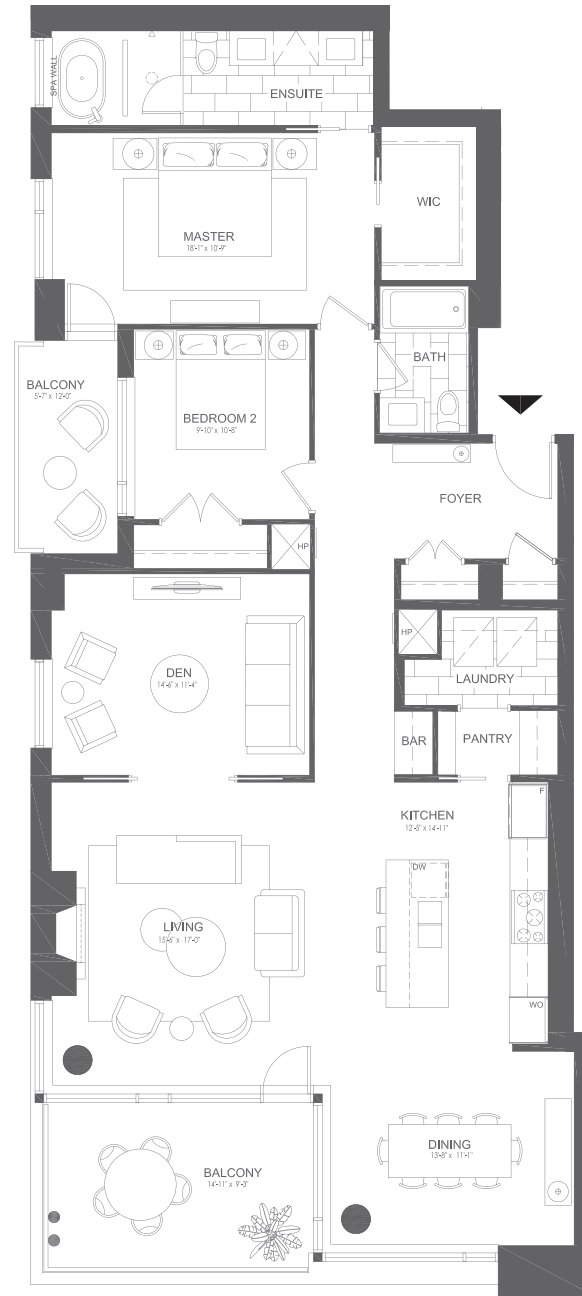 SPA WALL
ENSUITE
WIC
MASTER
18'-1" x 10'-9"
BATH
BALCONY
5'-7" x 12'-0"
BEDROOM 2
9'-10" x 10'-8"
FOYER
HP
HP
DEN
14'-6" x 11'-4"
LAUNDRY
BAR
PANTRY
F
KITCHEN
12'-5" x 14'-11"
DW
LIVING
15'-6" x 17'-0"
WO
DINING
13'-8" x 11'-1"
BALCONY
14'-11" x 9'-3"